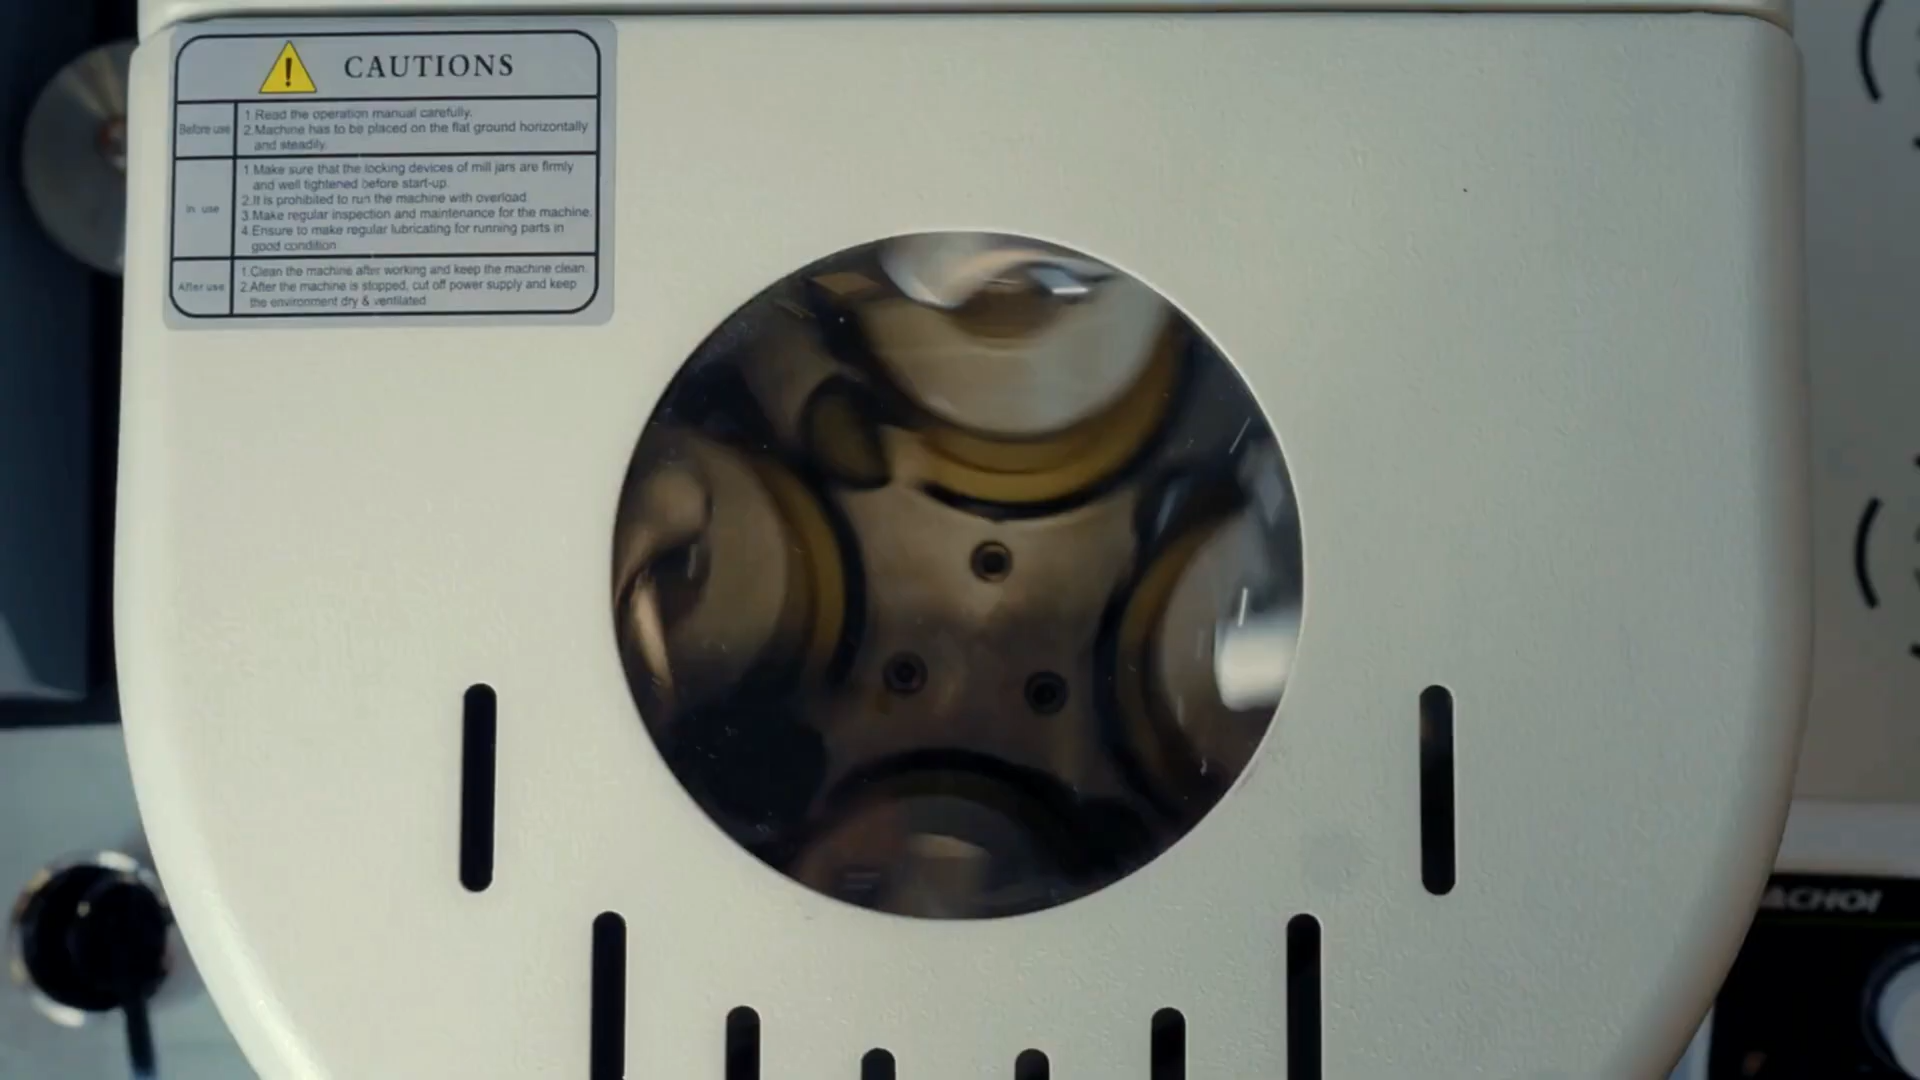 CAUTIONS
Before use
1.Read the operation manual carefully.
2.Machine has to be placed on the flat ground horizontally
and steadily.
In use
1.Make sure that the locking devices of mill jars are firmly
and well tightened before start-up.
2.It is prohibited to run the machine with overload.
3.Make regular inspection and maintenance for the machine.
4.Ensure to make regular lubricating for running parts in
good condition
After use
1.Clean the machine after working and keep the machine clean.
2.After the machine is stopped, cut off power supply and keep
the environment dry & ventilated